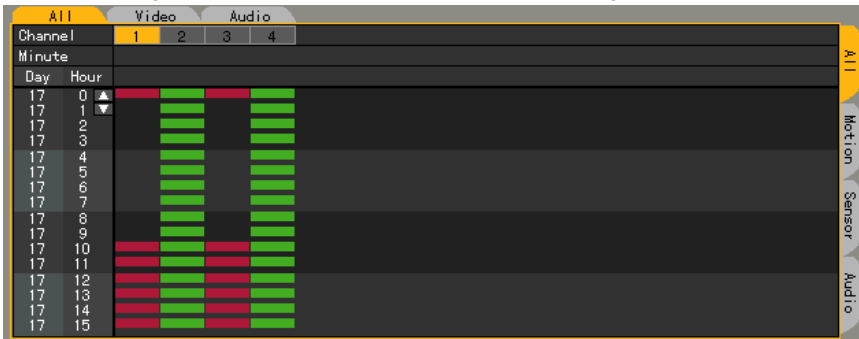 All Video Audio
Channel 1 2 3 4
Minute
Day Hour
17 0
17 1
17 2
17 3
17 4
17 5
17 6
17 7
17 8
17 9
17 10
17 11
17 12
17 13
17 14
17 15
All
Motion
Sensor
Audio